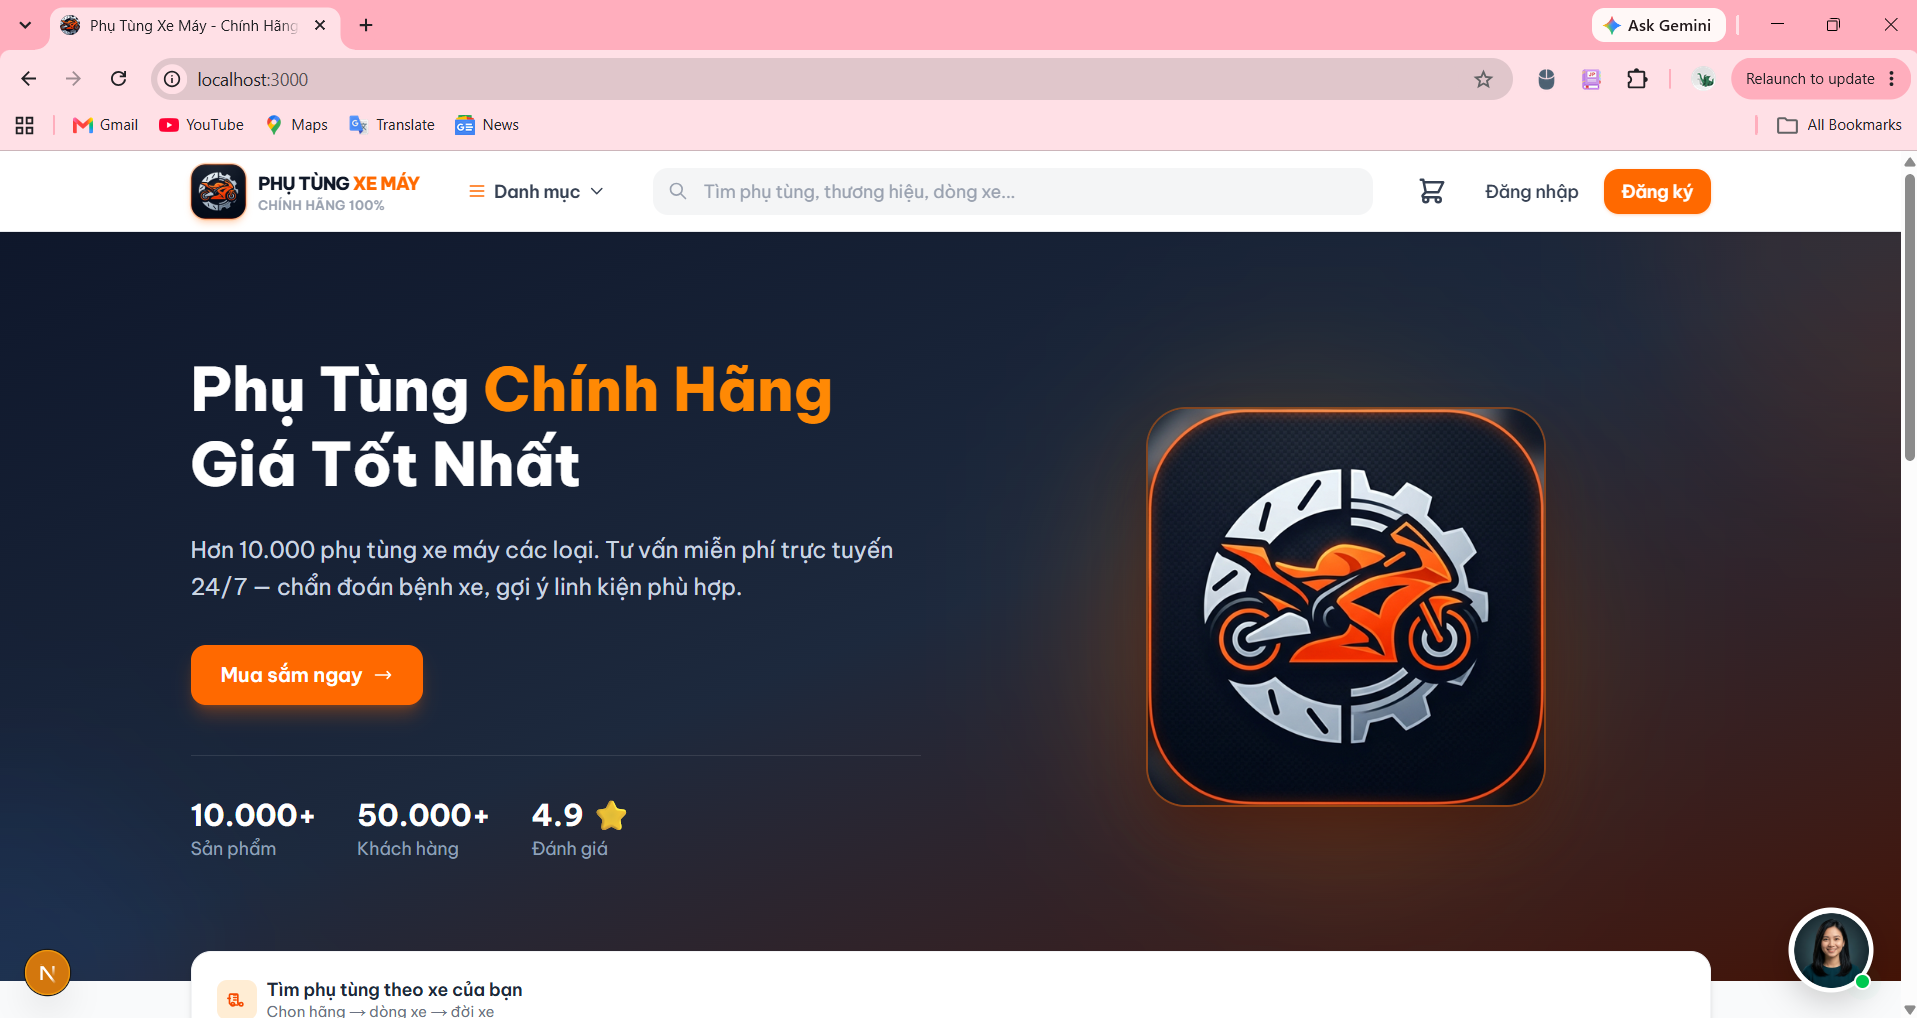 Phụ Tùng Xe Máy - Chính Hãng
Ask Gemini
localhost:3000
Relaunch to update
Gmail
YouTube
Maps
Translate
News
All Bookmarks
PHỤ TÙNG XE MÁY
CHÍNH HÃNG 100%
Danh mục
Tìm phụ tùng, thương hiệu, dòng xe...
Đăng nhập
Đăng ký
Phụ Tùng Chính Hãng
Giá Tốt Nhất
Hơn 10.000 phụ tùng xe máy các loại. Tư vấn miễn phí trực tuyến
24/7 — chẩn đoán bệnh xe, gợi ý linh kiện phù hợp.
Mua sắm ngay →
10.000+
Sản phẩm
50.000+
Khách hàng
4.9 ⭐
Đánh giá
N
Tìm phụ tùng theo xe của bạn
Chọn hãng → dòng xe → đời xe